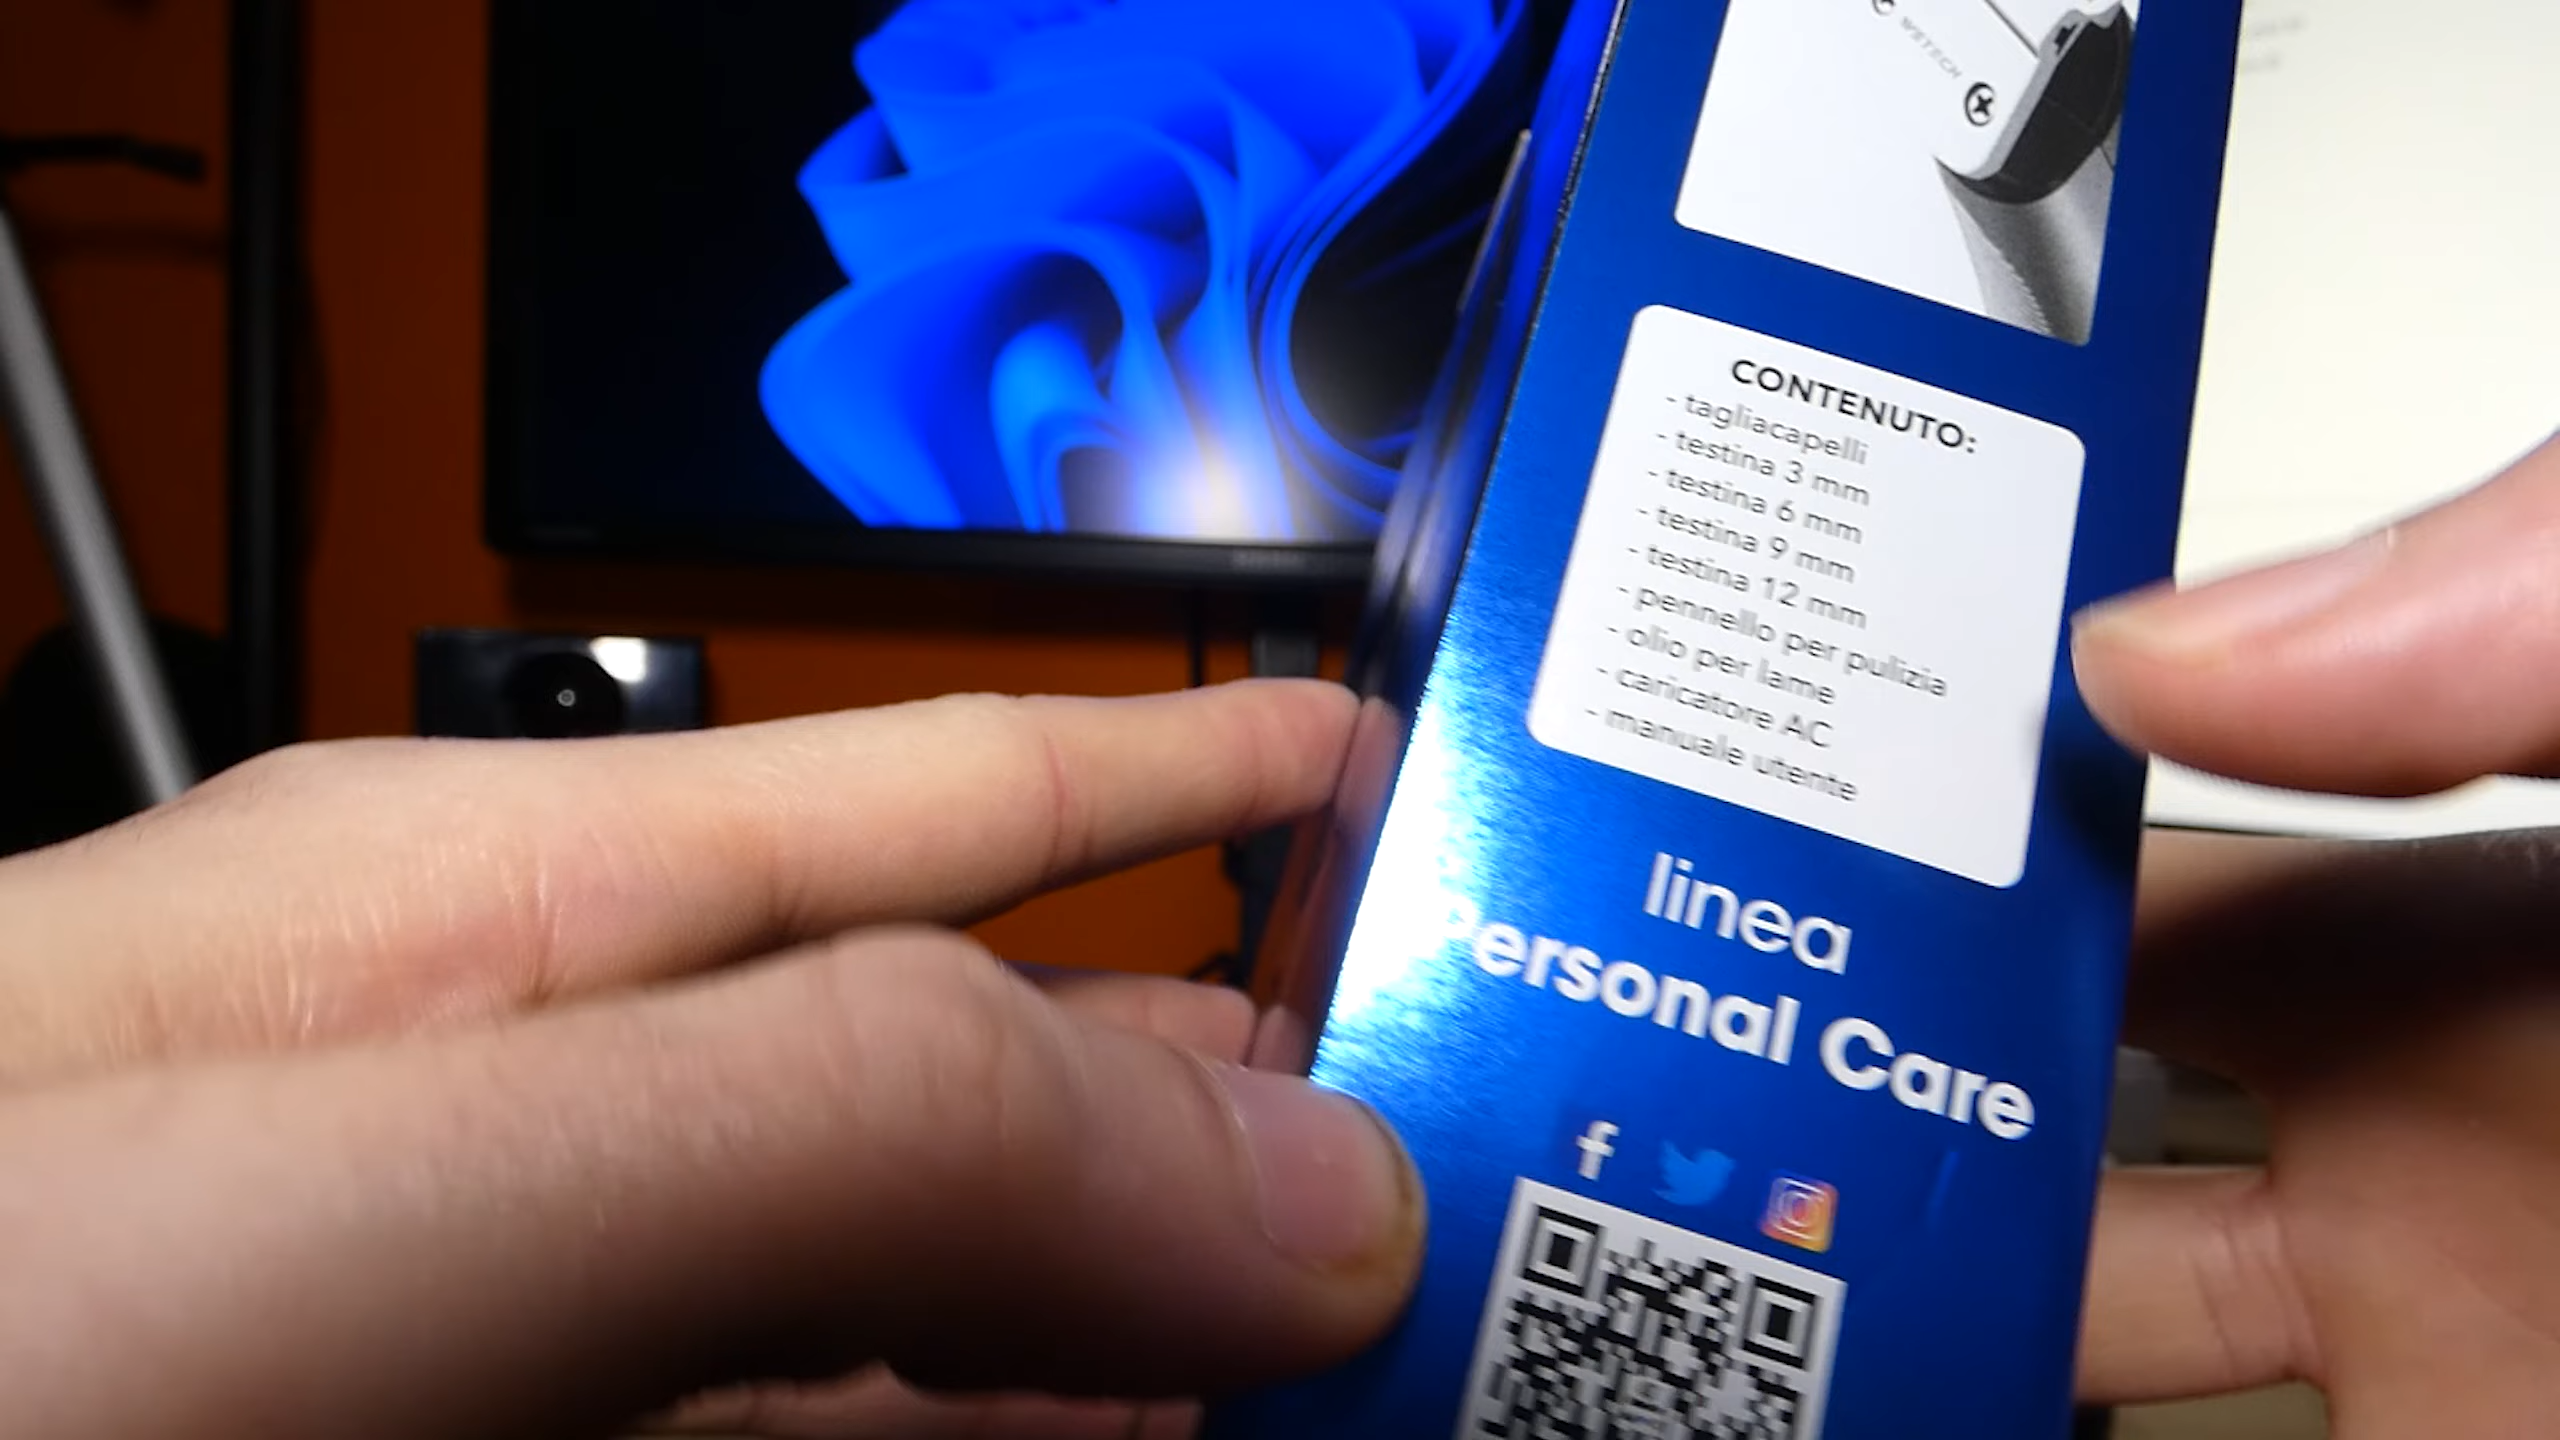 CONTENUTO:
- tagliacapelli
- testina 3 mm
- testina 6 mm
- testina 9 mm
- testina 12 mm
- pennello per pulizia
- olio per lame
- caricatore AC
- manuale utente
linea
Personal Care